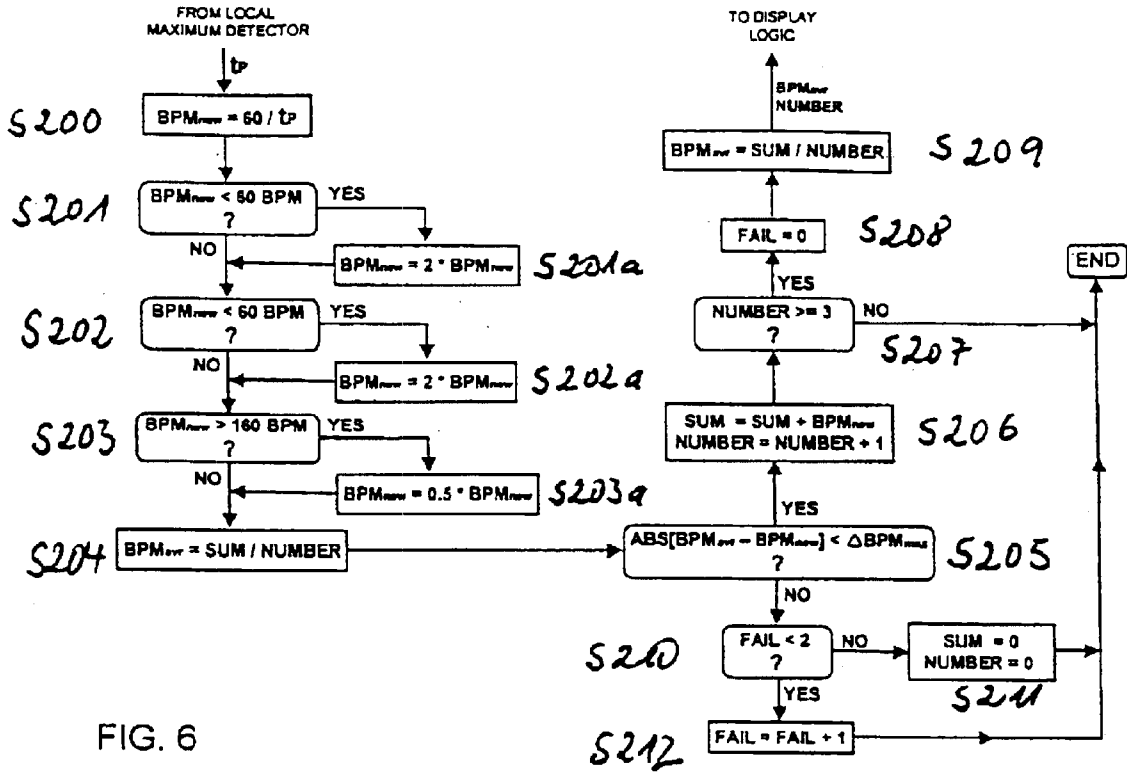 FROM LOCAL
MAXIMUM DETECTOR
tP
S200
BPMnew = 60 / tP
S201
BPMnew < 60 BPM
?
YES
NO
BPMnew = 2 * BPMnew
S201a
S202
BPMnew < 60 BPM
?
YES
NO
BPMnew = 2 * BPMnew
S202a
S203
BPMnew > 160 BPM
?
YES
NO
BPMnew = 0.5 * BPMnew
S203a
S204
BPMavr = SUM / NUMBER
TO DISPLAY
LOGIC
BPMavr
NUMBER
BPMavr = SUM / NUMBER
S209
FAIL = 0
S208
END
YES
NUMBER >= 3
?
NO
S207
SUM = SUM + BPMnew
NUMBER = NUMBER + 1
S206
YES
ABS[BPMavr - BPMnew] < △BPMmax
?
S205
NO
S210
FAIL < 2
?
NO
SUM = 0
NUMBER = 0
S211
YES
S212
FAIL = FAIL + 1
FIG. 6